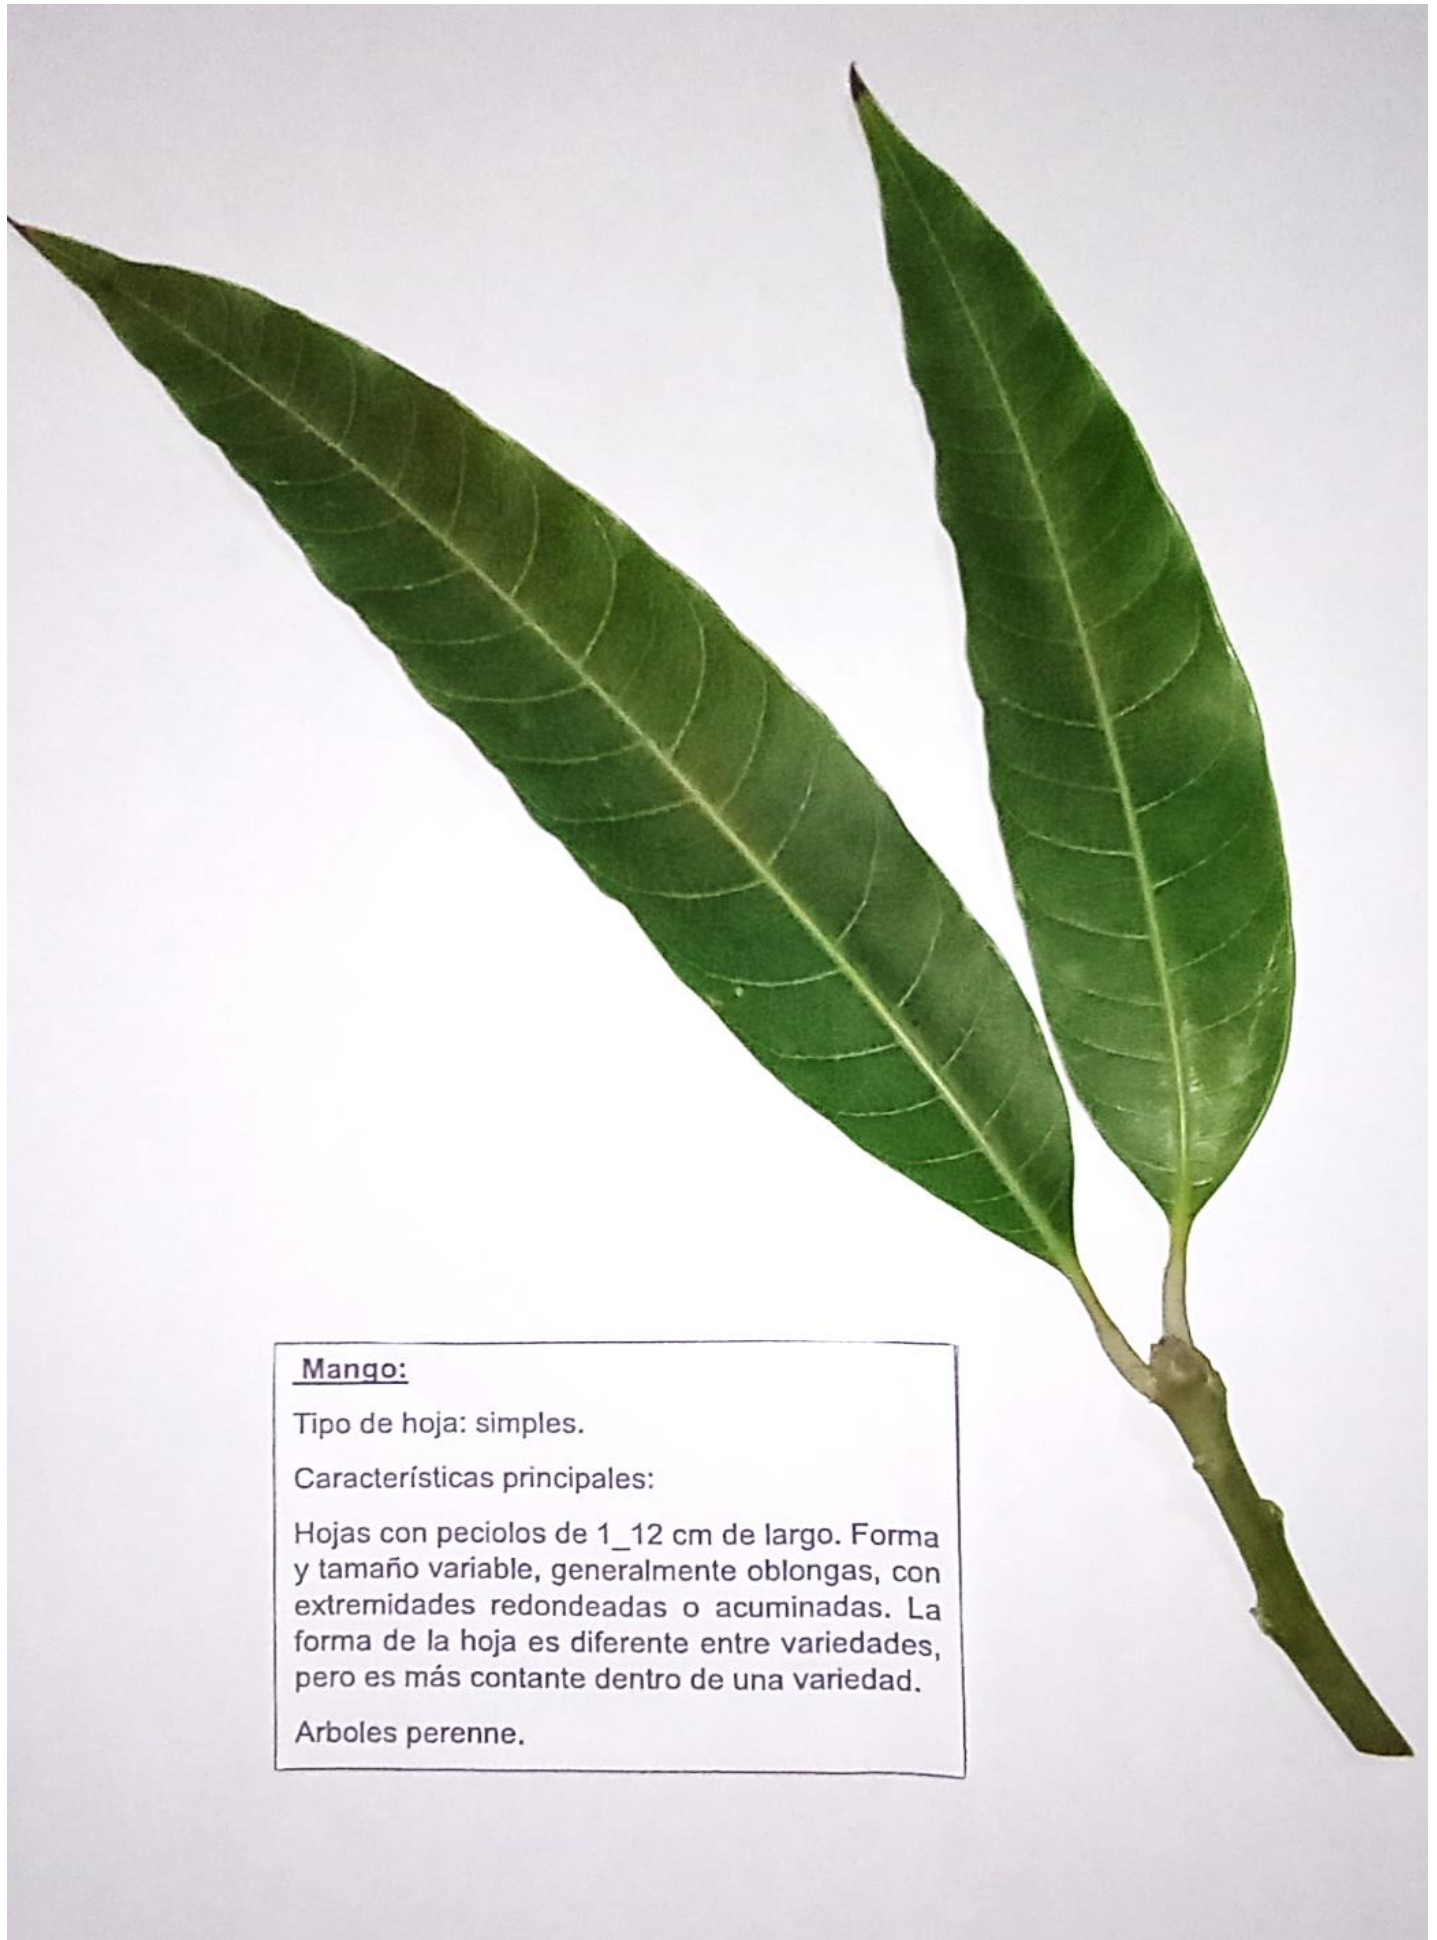 Mango:
Tipo de hoja: simples.
Características principales:
Hojas con peciolos de 1_12 cm de largo. Forma
y tamaño variable, generalmente oblongas, con
extremidades redondeadas o acuminadas. La
forma de la hoja es diferente entre variedades,
pero es más contante dentro de una variedad.
Arboles perenne.